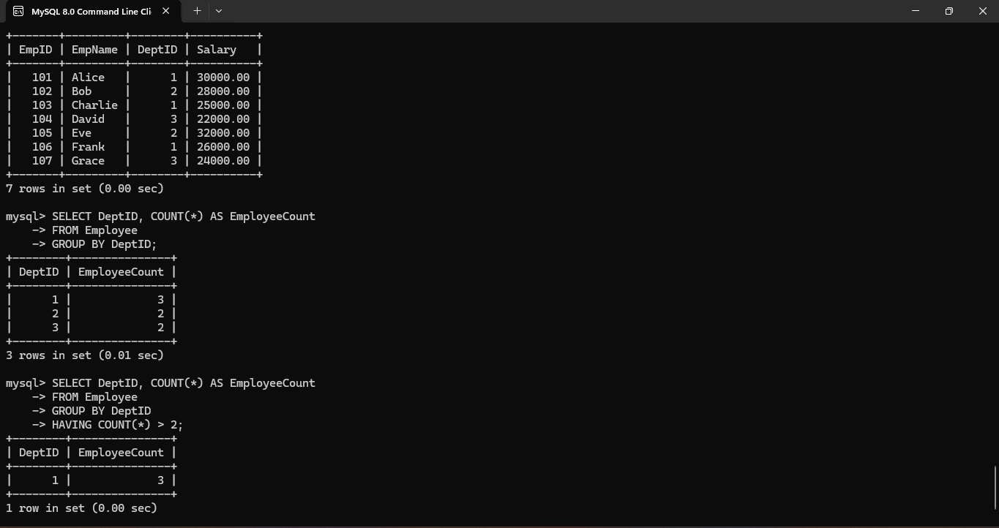 MySQL 8.0 Command Line Cli
+-------+---------+--------+----------+
| EmpID | EmpName | DeptID | Salary   |
+-------+---------+--------+----------+
|   101 | Alice   |      1 | 30000.00 |
|   102 | Bob     |      2 | 28000.00 |
|   103 | Charlie |      1 | 25000.00 |
|   104 | David   |      3 | 22000.00 |
|   105 | Eve     |      2 | 32000.00 |
|   106 | Frank   |      1 | 26000.00 |
|   107 | Grace   |      3 | 24000.00 |
+-------+---------+--------+----------+
7 rows in set (0.00 sec)

mysql> SELECT DeptID, COUNT(*) AS EmployeeCount
    -> FROM Employee
    -> GROUP BY DeptID;
+--------+---------------+
| DeptID | EmployeeCount |
+--------+---------------+
|      1 |             3 |
|      2 |             2 |
|      3 |             2 |
+--------+---------------+
3 rows in set (0.01 sec)

mysql> SELECT DeptID, COUNT(*) AS EmployeeCount
    -> FROM Employee
    -> GROUP BY DeptID
    -> HAVING COUNT(*) > 2;
+--------+---------------+
| DeptID | EmployeeCount |
+--------+---------------+
|      1 |             3 |
+--------+---------------+
1 row in set (0.00 sec)